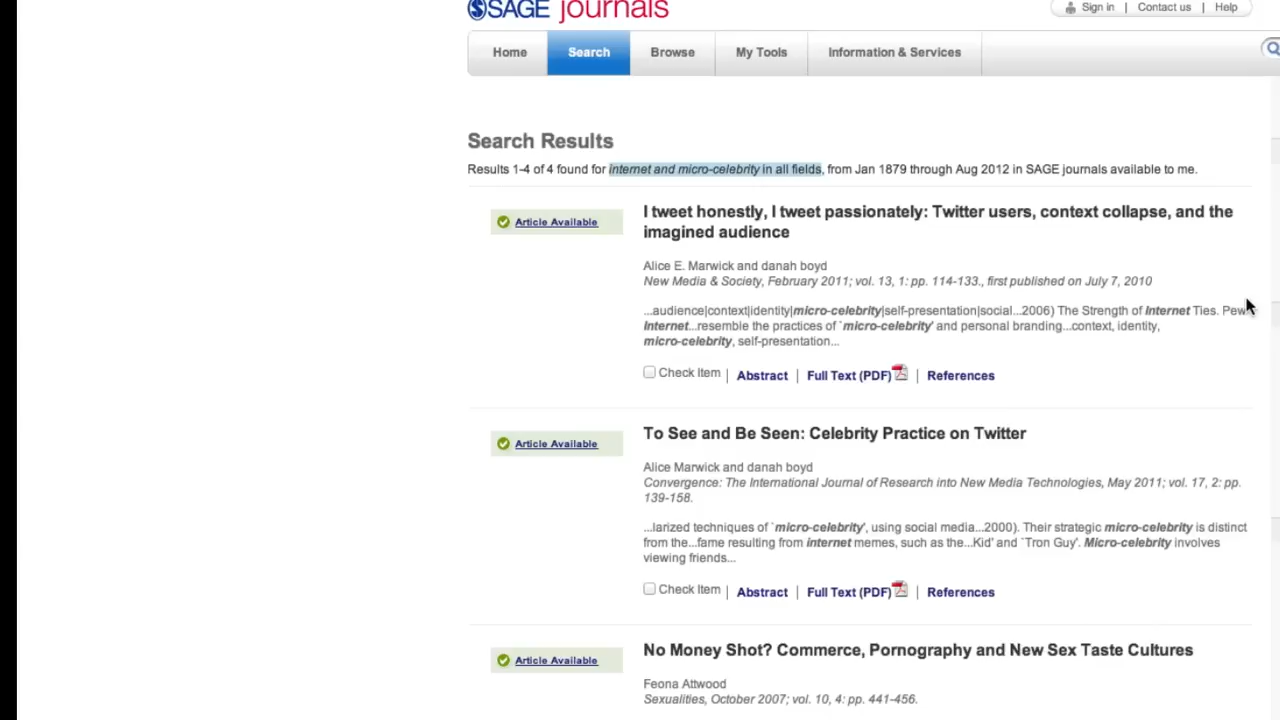 SAGE journals
Sign in | Contact us | Help
Home Search Browse My Tools Information & Services
Search Results
Results 1-4 of 4 found for internet and micro-celebrity in all fields, from Jan 1879 through Aug 2012 in SAGE journals available to me.
Article Available
I tweet honestly, I tweet passionately: Twitter users, context collapse, and the
imagined audience
Alice E. Marwick and danah boyd
New Media & Society, February 2011; vol. 13, 1: pp. 114-133., first published on July 7, 2010
...audience|context|identity|micro-celebrity|self-presentation|social...2006) The Strength of Internet Ties. Pew
Internet...resemble the practices of `micro-celebrity' and personal branding...context, identity,
micro-celebrity, self-presentation...
Check Item | Abstract | Full Text (PDF) | References
Article Available
To See and Be Seen: Celebrity Practice on Twitter
Alice Marwick and danah boyd
Convergence: The International Journal of Research into New Media Technologies, May 2011; vol. 17, 2: pp.
139-158.
...larized techniques of `micro-celebrity', using social media...2000). Their strategic micro-celebrity is distinct
from the...fame resulting from internet memes, such as the...Kid' and `Tron Guy'. Micro-celebrity involves
viewing friends...
Check Item | Abstract | Full Text (PDF) | References
Article Available
No Money Shot? Commerce, Pornography and New Sex Taste Cultures
Feona Attwood
Sexualities, October 2007; vol. 10, 4: pp. 441-456.